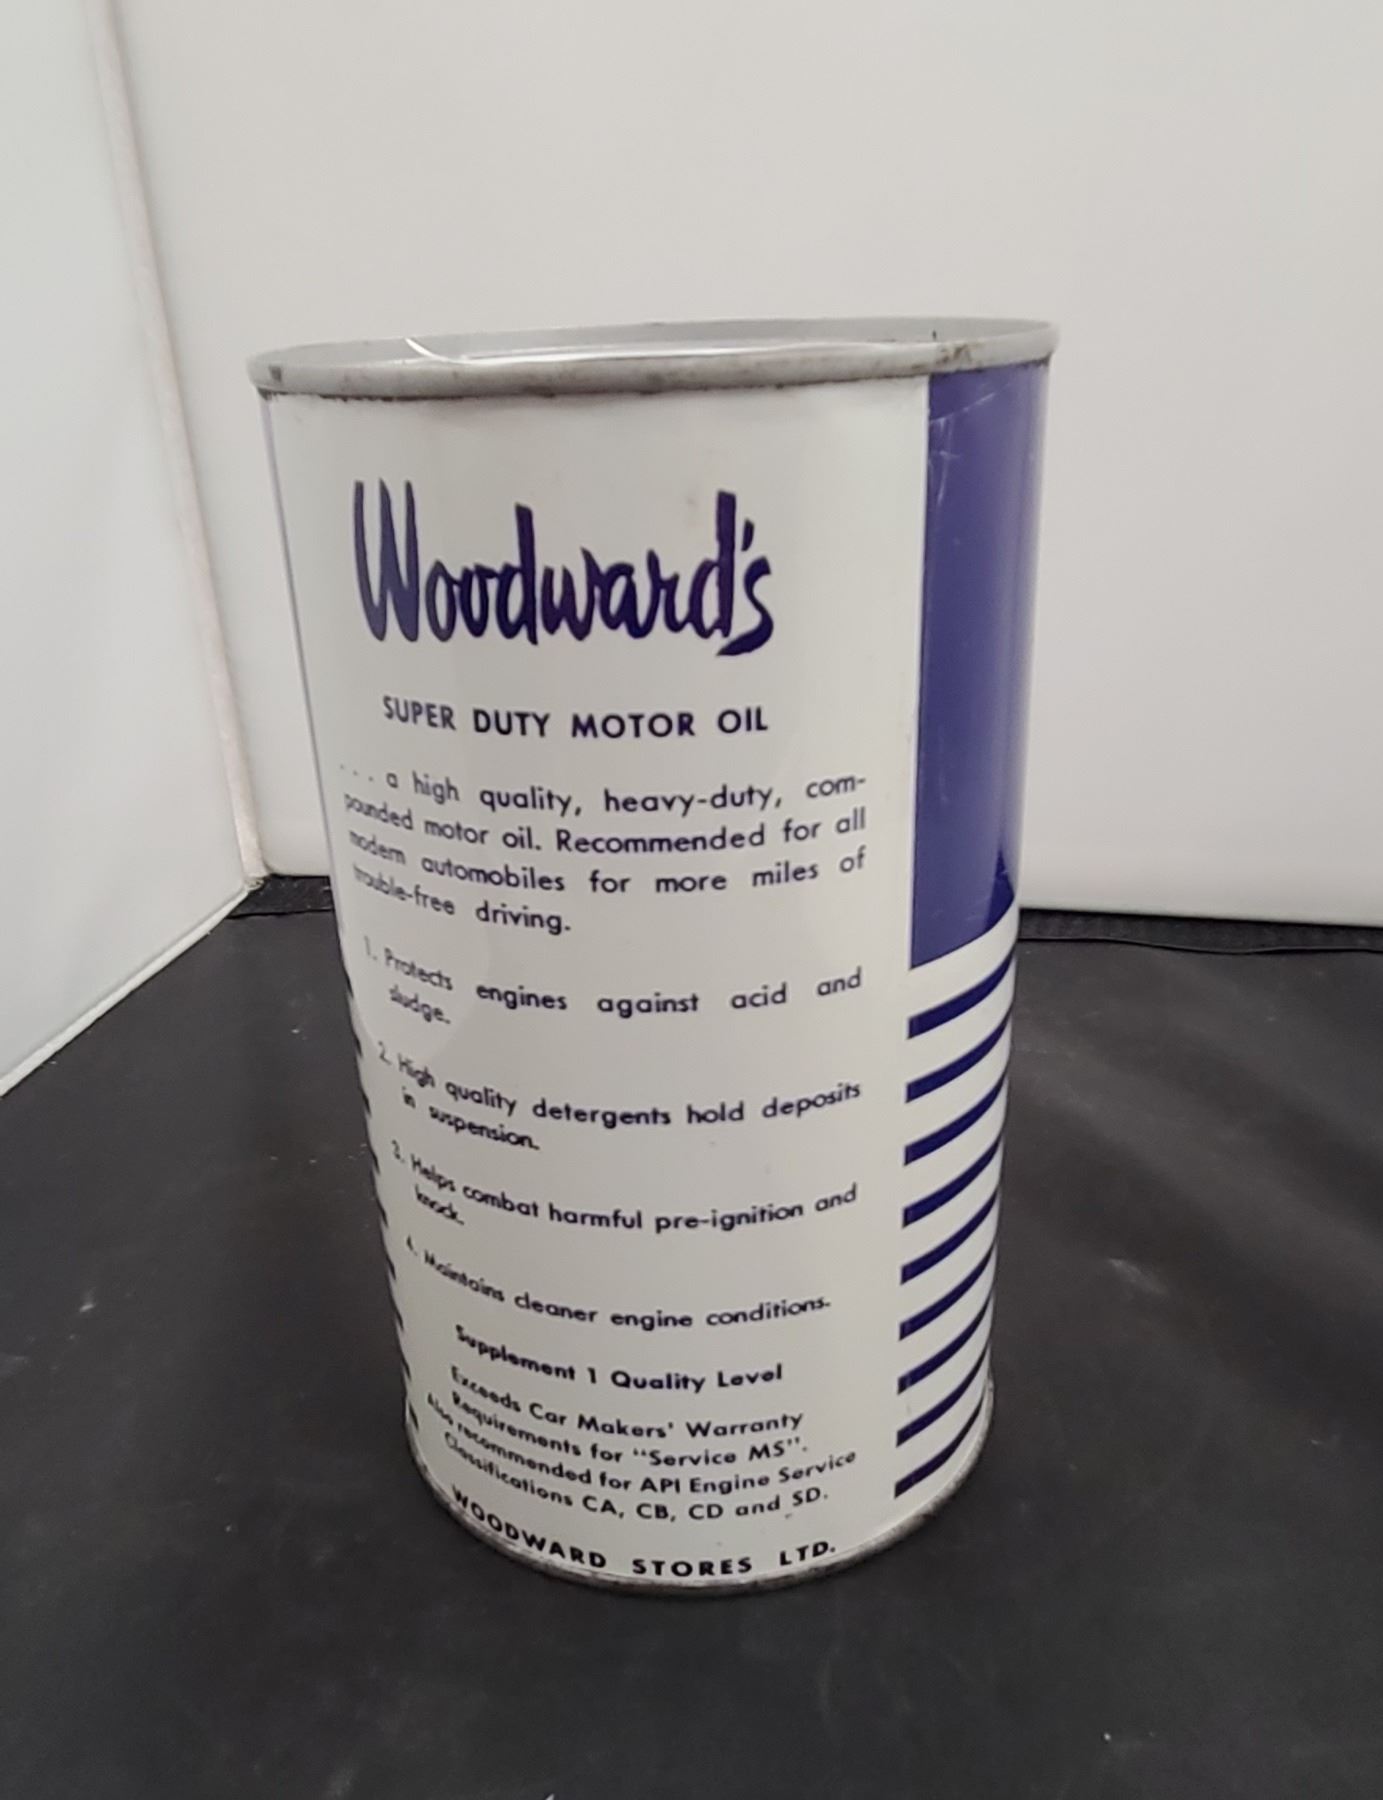 Woodward's
SUPER DUTY MOTOR OIL
. . . a high quality, heavy-duty, com-
pounded motor oil. Recommended for all
modern automobiles for more miles of
trouble-free driving.
1. Protects engines against acid and
sludge.
2. High quality detergents hold deposits
in suspension.
3. Helps combat harmful pre-ignition and
knock.
4. Maintains cleaner engine conditions.
Supplement 1 Quality Level
Exceeds Car Makers' Warranty
Requirements for "Service MS".
Also recommended for API Engine Service
Classifications CA, CB, CD and SD.
WOODWARD STORES LTD.